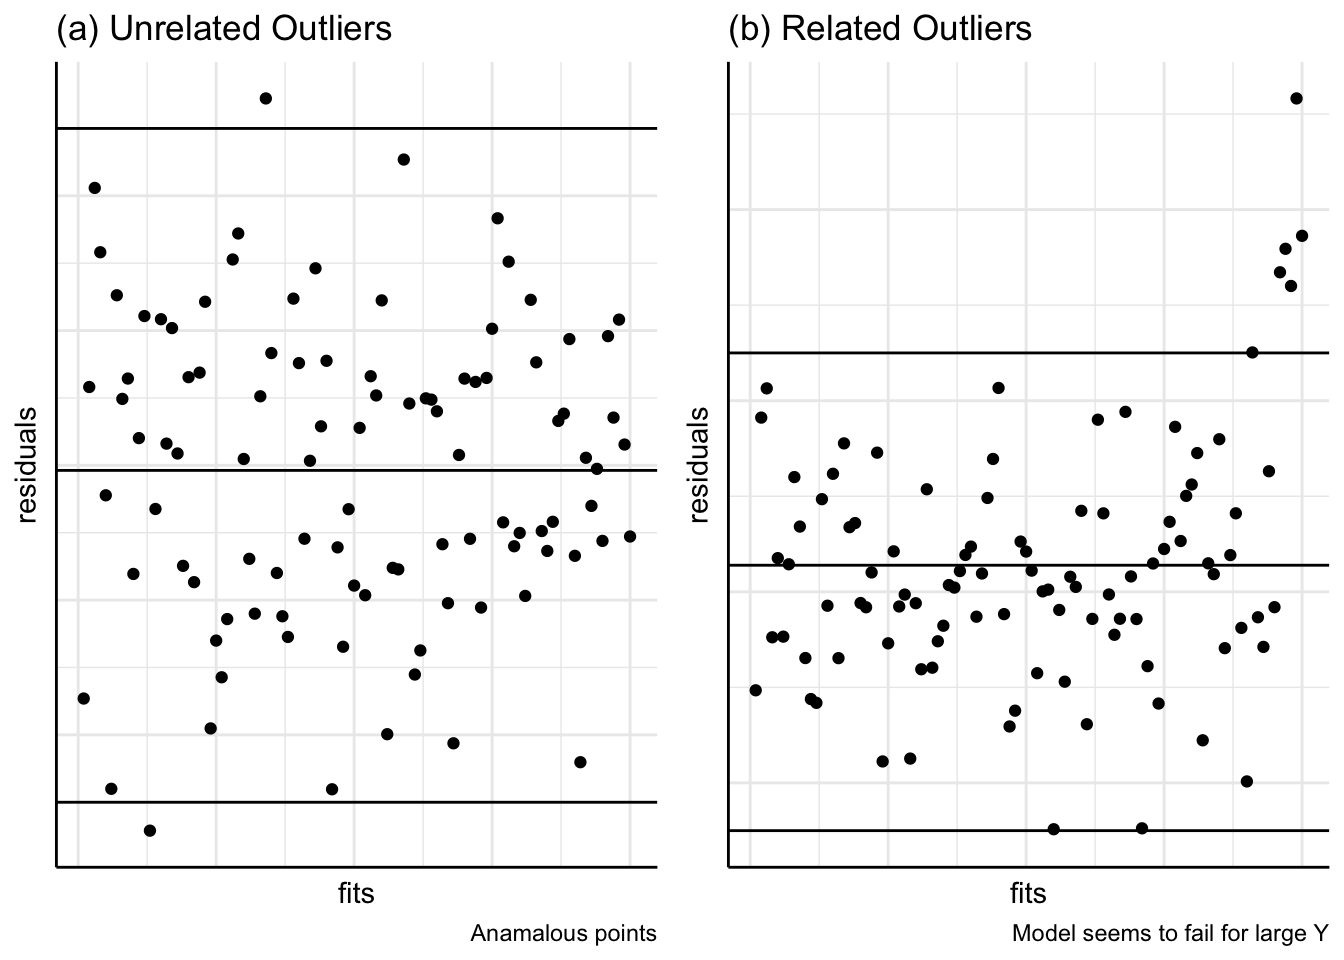 (a) Unrelated Outliers
residuals
fits
Anamalous points
(b) Related Outliers
residuals
fits
Model seems to fail for large Y